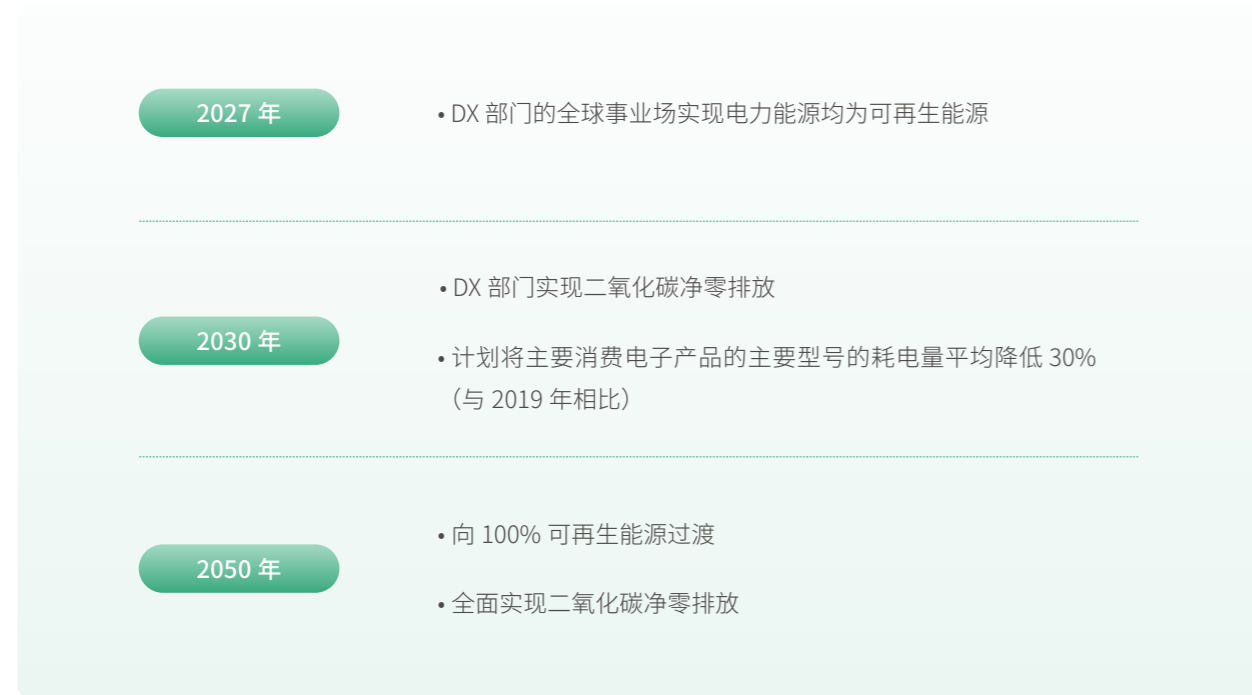 2027 年
• DX 部门的全球事业场实现电力能源均为可再生能源
2030 年
• DX 部门实现二氧化碳净零排放
• 计划将主要消费电子产品的主要型号的耗电量平均降低 30%
（与 2019 年相比）
2050 年
• 向 100% 可再生能源过渡
• 全面实现二氧化碳净零排放